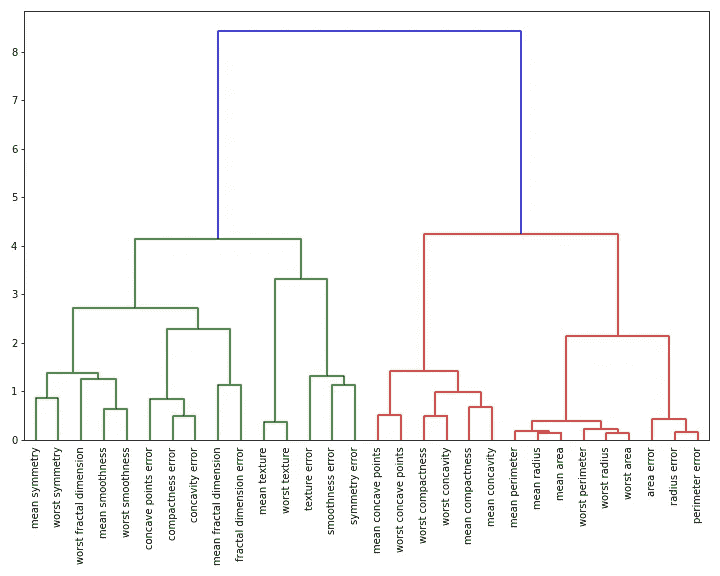 8
7
6
5
4
3
2
1
0
mean symmetry
worst symmetry
worst fractal dimension
mean smoothness
worst smoothness
concave points error
compactness error
concavity error
mean fractal dimension
fractal dimension error
mean texture
worst texture
texture error
smoothness error
symmetry error
mean concave points
worst concave points
worst compactness
worst concavity
mean compactness
mean concavity
mean perimeter
mean radius
mean area
worst perimeter
worst radius
worst area
area error
radius error
perimeter error